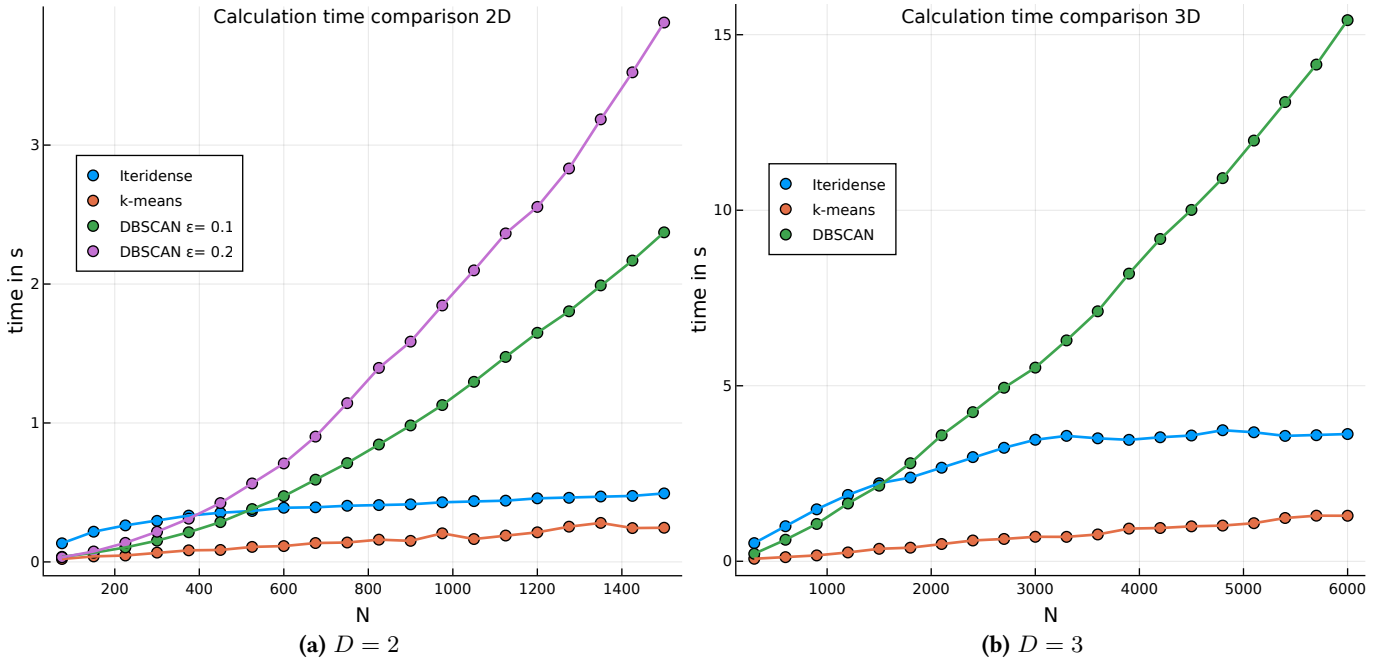 Calculation time comparison 2D
3
2
1
0
time in s
Iteridense
k-means
DBSCAN ε= 0.1
DBSCAN ε= 0.2
200 400 600 800 1000 1200 1400
N
(a) D = 2
Calculation time comparison 3D
15
10
5
0
time in s
Iteridense
k-means
DBSCAN
1000 2000 3000 4000 5000 6000
N
(b) D = 3